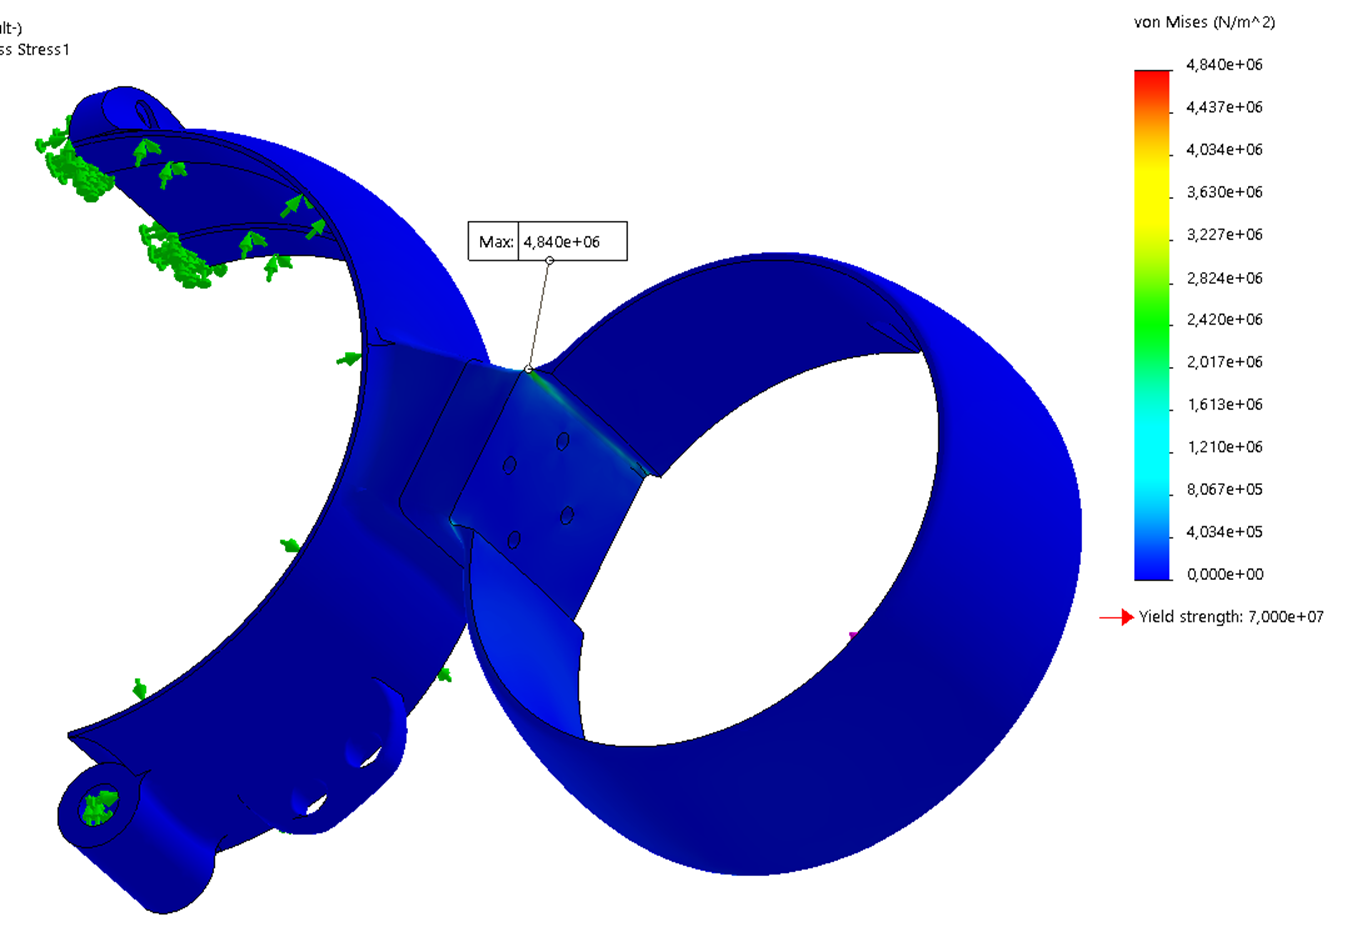 lt-)
ss Stress1
von Mises (N/m^2)
4,840e+06
4,437e+06
4,034e+06
3,630e+06
3,227e+06
2,824e+06
2,420e+06
2,017e+06
1,613e+06
1,210e+06
8,067e+05
4,034e+05
0,000e+00
Yield strength: 7,000e+07
Max: 4,840e+06